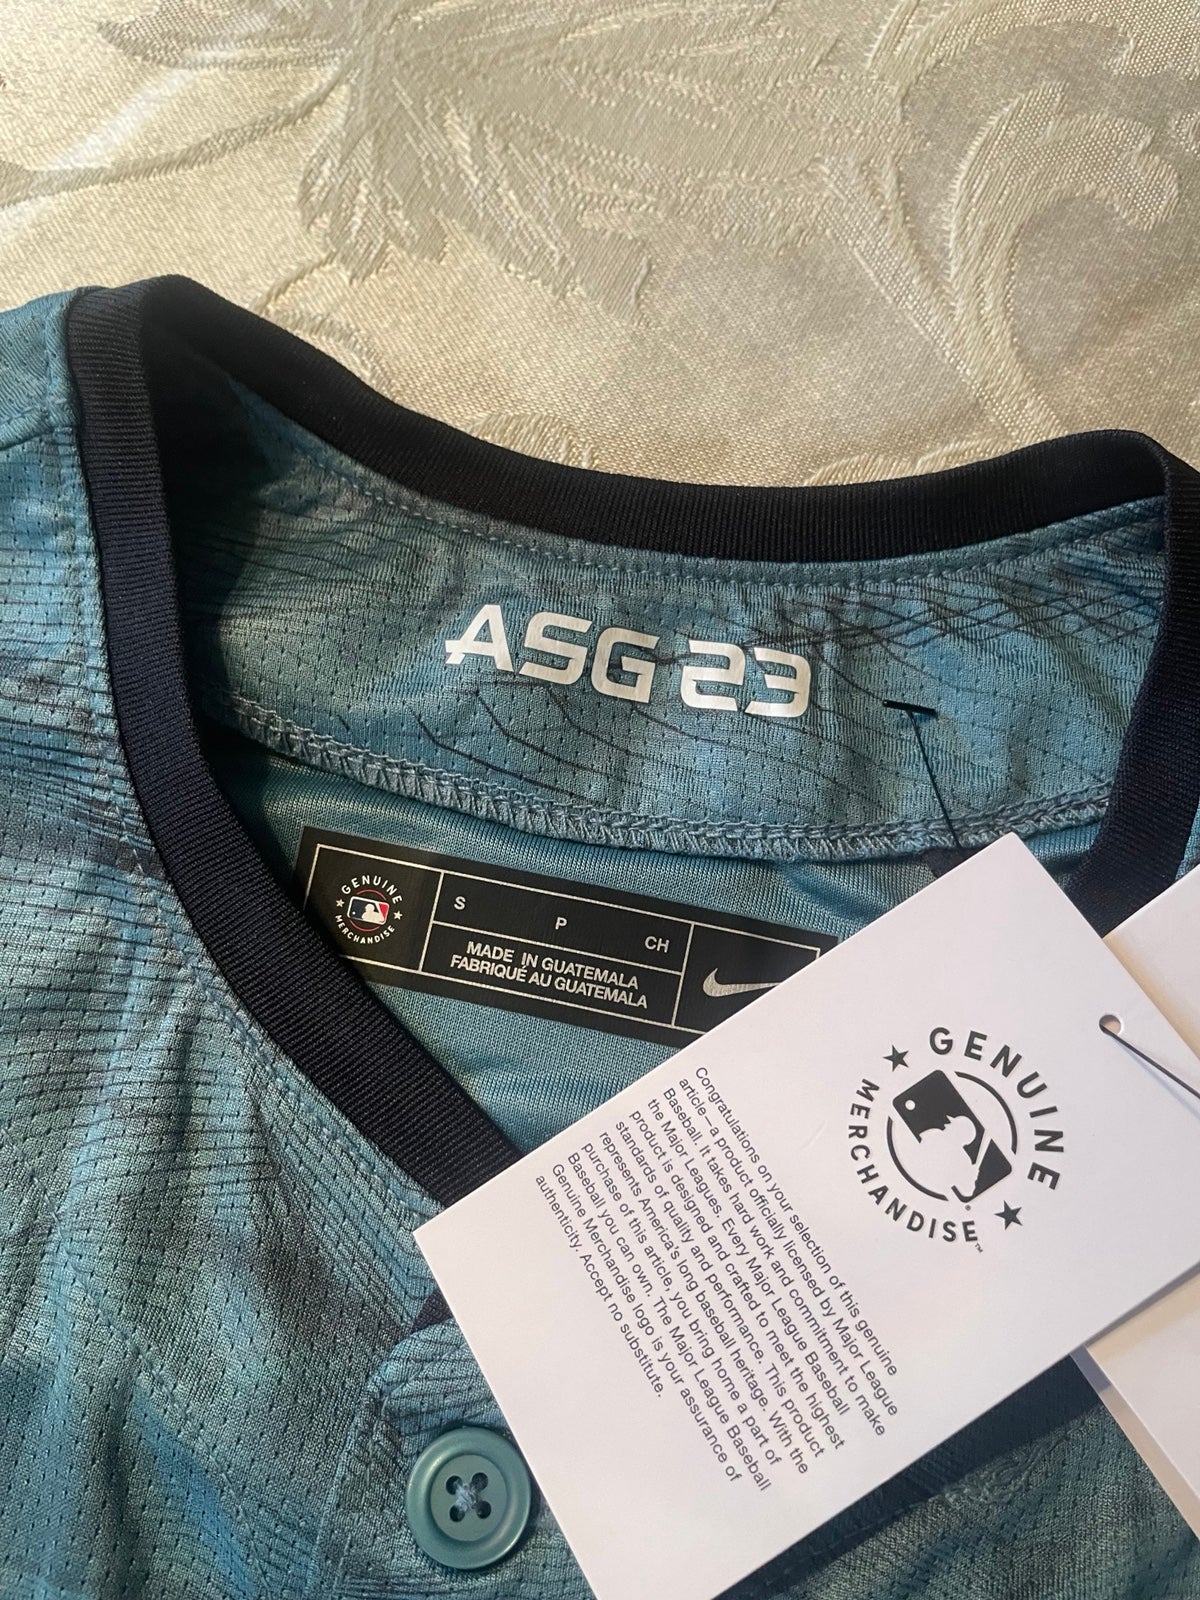 ASG 23
GENUINE
MERCHANDISE
S P CH
MADE IN GUATEMALA
FABRIQUÉ AU GUATEMALA
GENUINE
MERCHANDISE™
Congratulations on your selection of this genuine
article—a product officially licensed by Major League
Baseball. It takes hard work and commitment to make
the Major Leagues. Every Major League Baseball
product is designed and crafted to meet the highest
standards of quality and performance. This product
represents America's long baseball heritage. With the
purchase of this article, you bring home a part of
Baseball you can own. The Major League Baseball
Genuine Merchandise logo is your assurance of
authenticity. Accept no substitute.